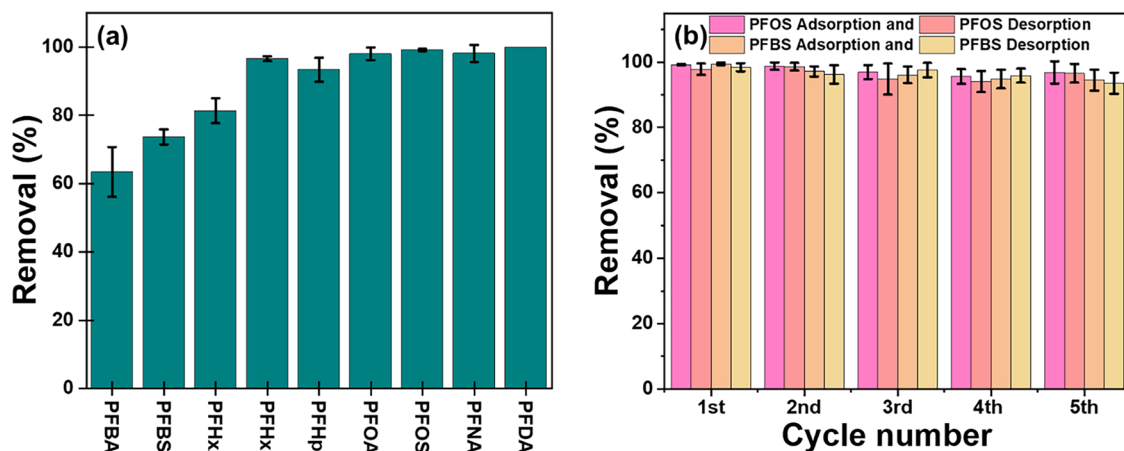 (a)
Removal (%)
100
80
60
40
20
0
PFBA
PFBS
PFHx
PFHx
PFHp
PFOA
PFOS
PFNA
PFDA
(b)
PFOS Adsorption and PFOS Desorption
PFBS Adsorption and PFBS Desorption
Removal (%)
100
80
60
40
20
0
1st 2nd 3rd 4th 5th
Cycle number